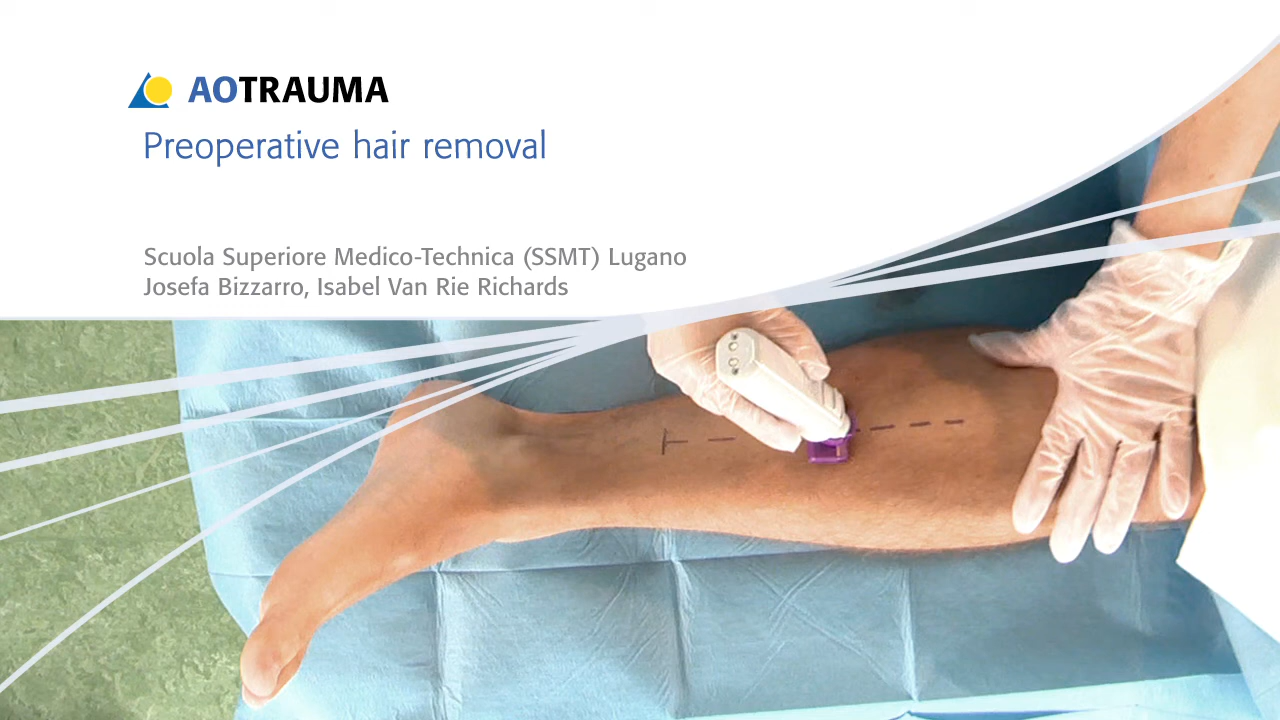 AOTRAUMA
Preoperative hair removal
Scuola Superiore Medico-Technica (SSMT) Lugano
Josefa Bizzarro, Isabel Van Rie Richards